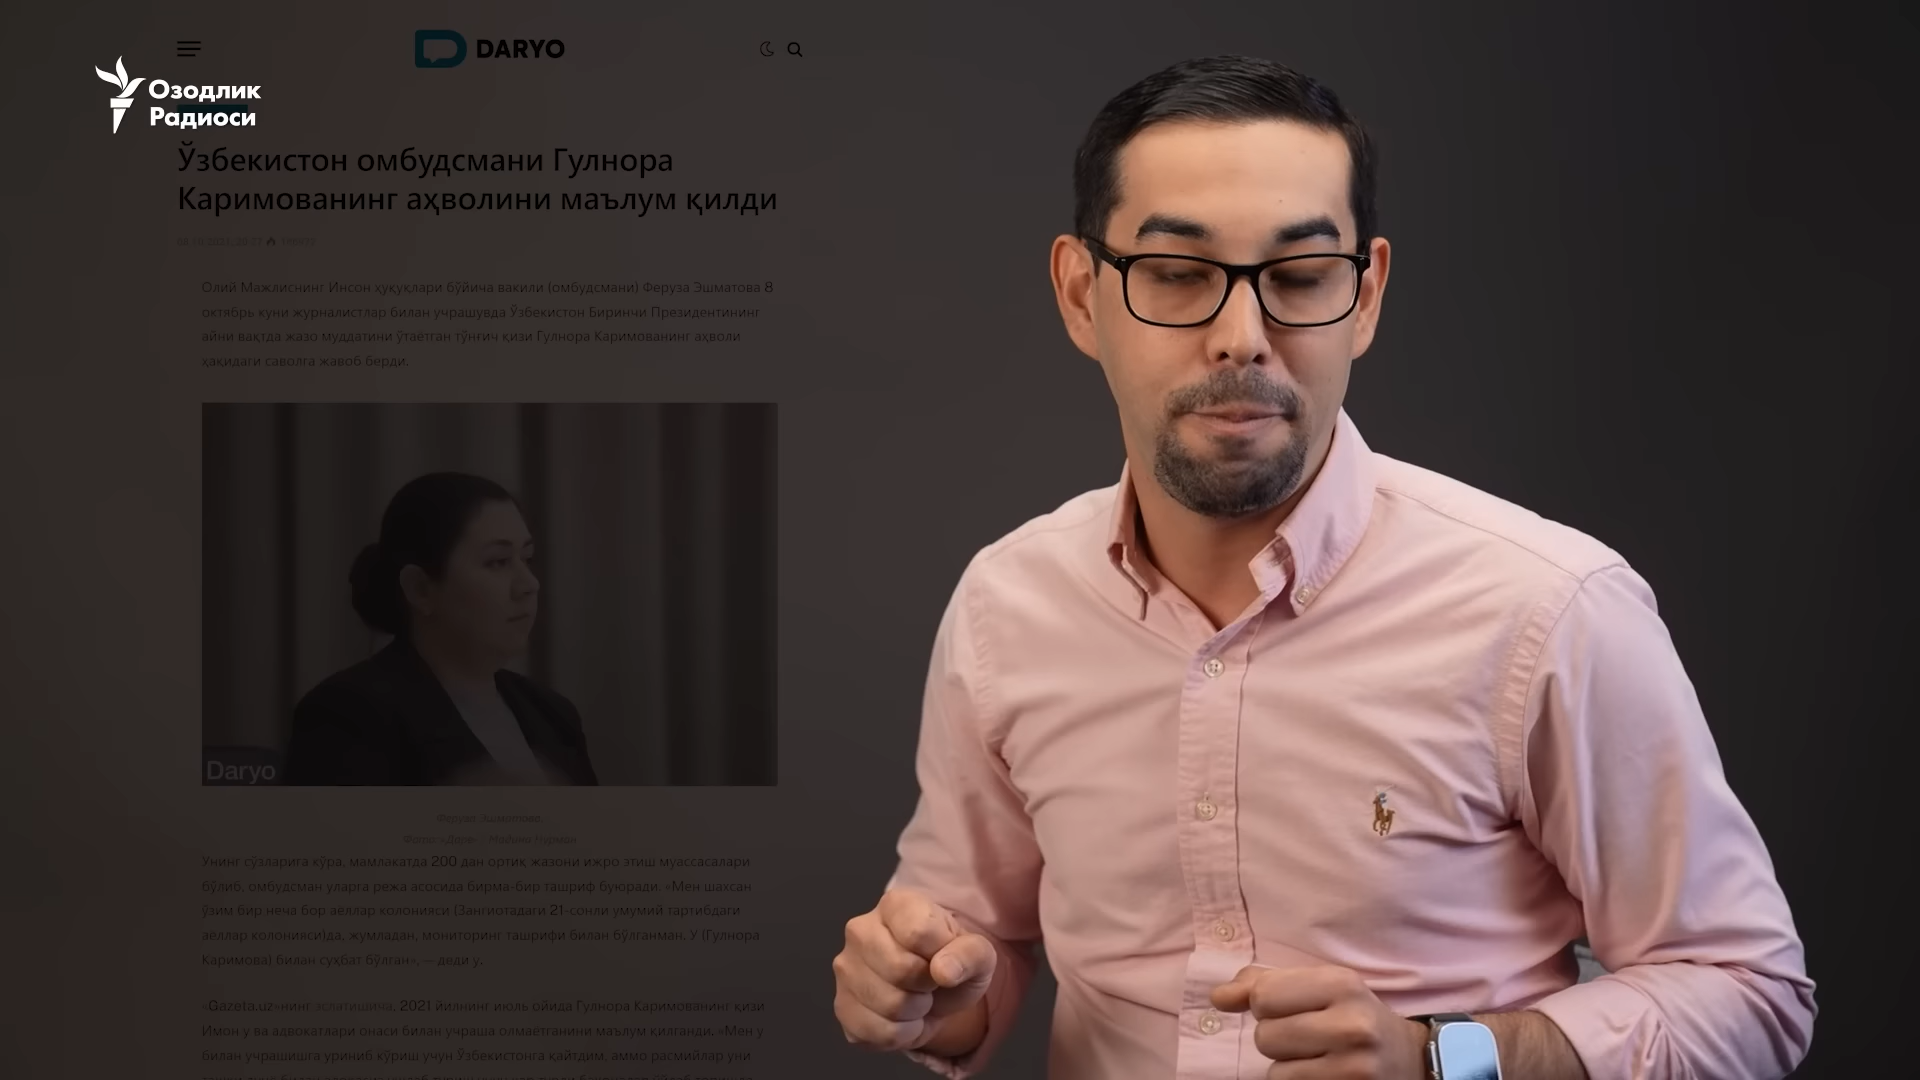 DARYO
Озодлик
Радиоси
Ўзбекистон омбудсмани Гулнора
Каримованинг аҳволини маълум қилди
Олий Мажлиснинг Инсон ҳуқуқлари бўйича вакили (омбудсмани) Феруза Эшматова 8
октябрь куни журналистлар билан учрашувда Ўзбекистон Биринчи Президентининг
айни вақтда жазо муддатини ўтаётган тўнғич қизи Гулнора Каримованинг аҳволи
ҳақидаги саволга жавоб берди.
Daryo
Феруза Эшматова.
Унинг сўзларига кўра, мамлакатда 200 дан ортиқ жазони ижро этиш муассасалари
бўлиб, омбудсман уларга режа асосида бирма-бир ташриф буюради. «Мен шахсан
ўзим бир неча бор аёллар колонияси (Зангиотадаги 21-сонли умумий тартибдаги
аёллар колонияси)да, жумладан, мониторинг ташрифи билан бўлганман. У (Гулнора
Каримова) билан суҳбат бўлган», — деди у.
«Gazeta.uz»нинг эслатишича, 2021 йилнинг июль ойида Гулнора Каримованинг қизи
Имон у ва адвокатлари онаси билан учраша олмаётганини маълум қилганди. «Мен у
билан учрашишга уриниб кўриш учун Ўзбекистонга қайтдим, аммо расмийлар уни